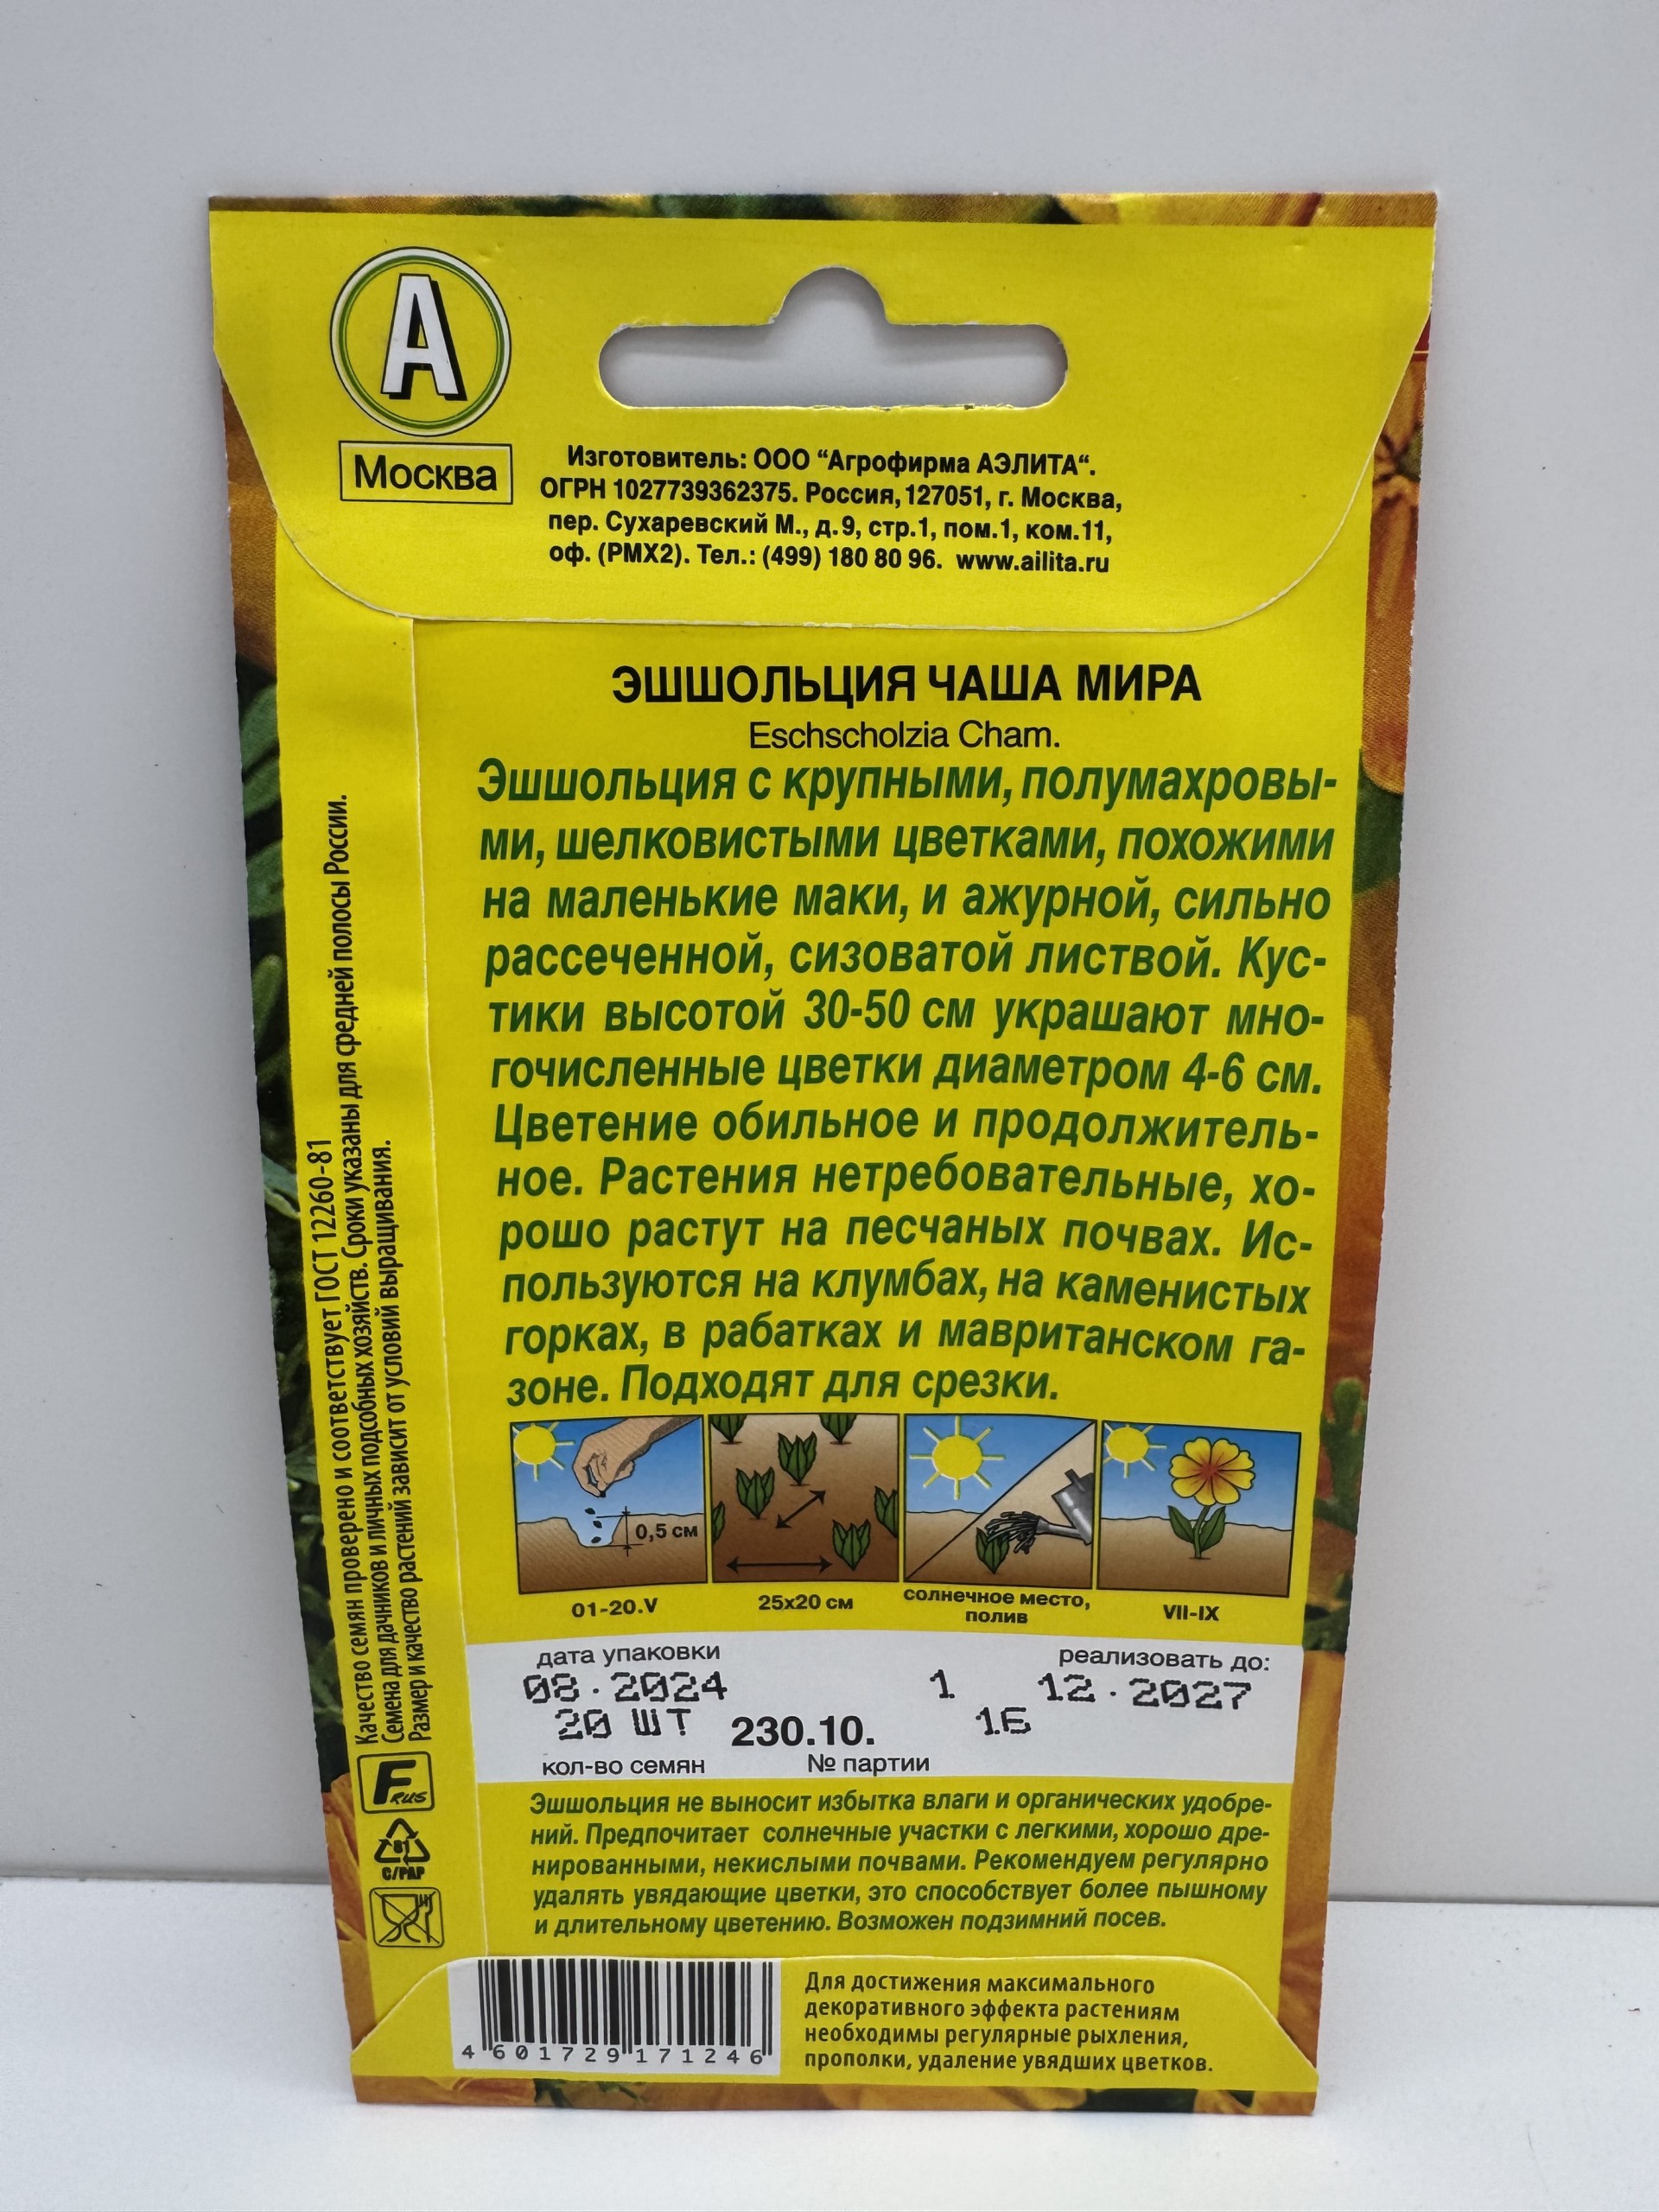 А
Москва
Изготовитель: ООО “Агрофирма АЭЛИТА“.
ОГРН 1027739362375. Россия, 127051, г. Москва,
пер. Сухаревский М., д.9, стр.1, пом.1, ком.11,
оф. (РМХ2). Тел.: (499) 180 80 96. www.ailita.ru
ЭШШОЛЬЦИЯ ЧАША МИРА
Eschscholzia Cham.
Эшшольция с крупными, полумахровы-
ми, шелковистыми цветками, похожими
на маленькие маки, и ажурной, сильно
рассеченной, сизоватой листвой. Кус-
тики высотой 30-50 см украшают мно-
гочисленные цветки диаметром 4-6 см.
Цветение обильное и продолжитель-
ное. Растения нетребовательные, хо-
рошо растут на песчаных почвах. Ис-
пользуются на клумбах, на каменистых
горках, в рабатках и мавританском га-
зоне. Подходят для срезки.
0,5 см
01-20.V
25х20 см
солнечное место,
полив
VII-IX
дата упаковки
реализовать до:
08.2024
1
12.2027
20 ШТ
230.10.
16
кол-во семян
№ партии
Эшшольция не выносит избытка влаги и органических удобре-
ний. Предпочитает солнечные участки с легкими, хорошо дре-
нированными, некислыми почвами. Рекомендуем регулярно
удалять увядающие цветки, это способствует более пышному
и длительному цветению. Возможен подзимний посев.
Качество семян проверено и соответствует ГОСТ 12260-81
Семена для дачников и личных подсобных хозяйств. Сроки указаны для средней полосы России.
Размер и качество растений зависит от условий выращивания.
F RUS
81
C/PAP
4 601729 171246
Для достижения максимального
декоративного эффекта растениям
необходимы регулярные рыхления,
прополки, удаление увядших цветков.